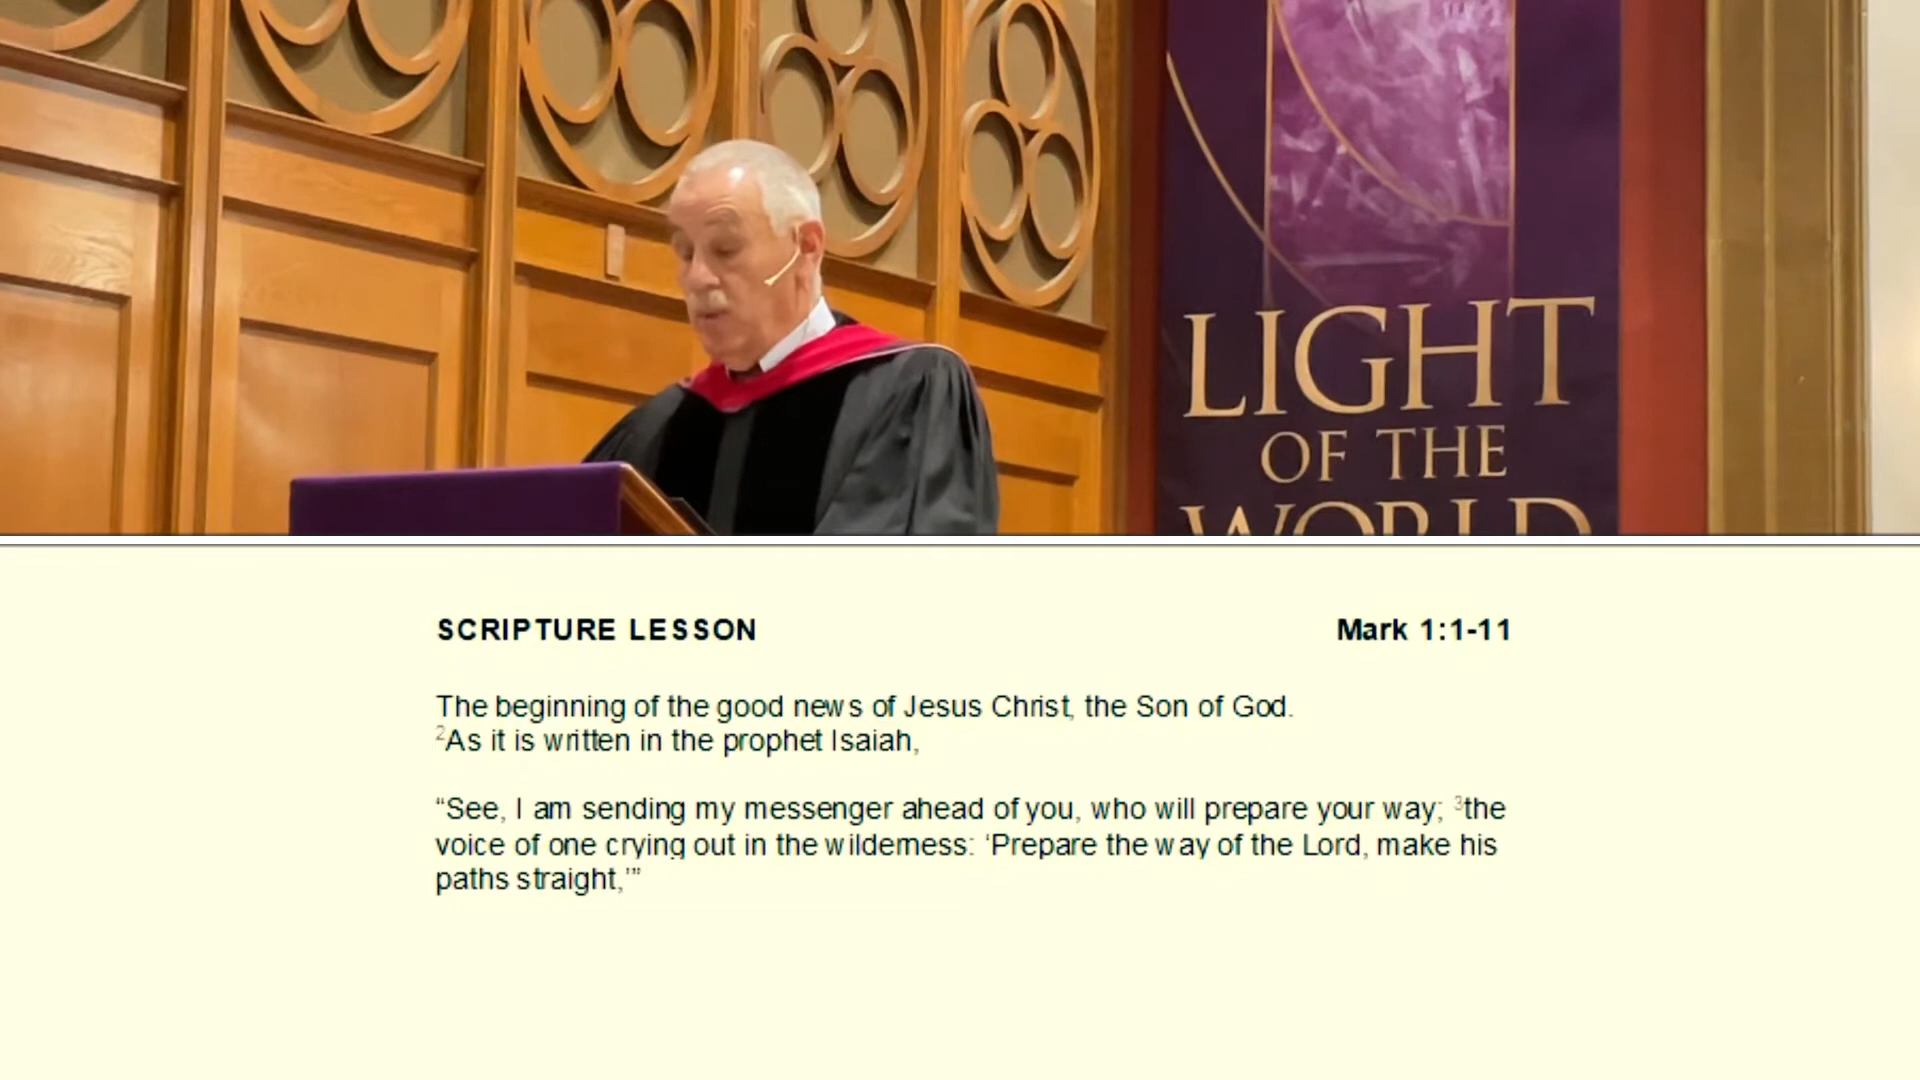 LIGHT
OF THE
WORLD
SCRIPTURE LESSON Mark 1:1-11
The beginning of the good news of Jesus Christ, the Son of God.
²As it is written in the prophet Isaiah,
“See, I am sending my messenger ahead of you, who will prepare your way; ³the
voice of one crying out in the wilderness: ‘Prepare the way of the Lord, make his
paths straight,’”